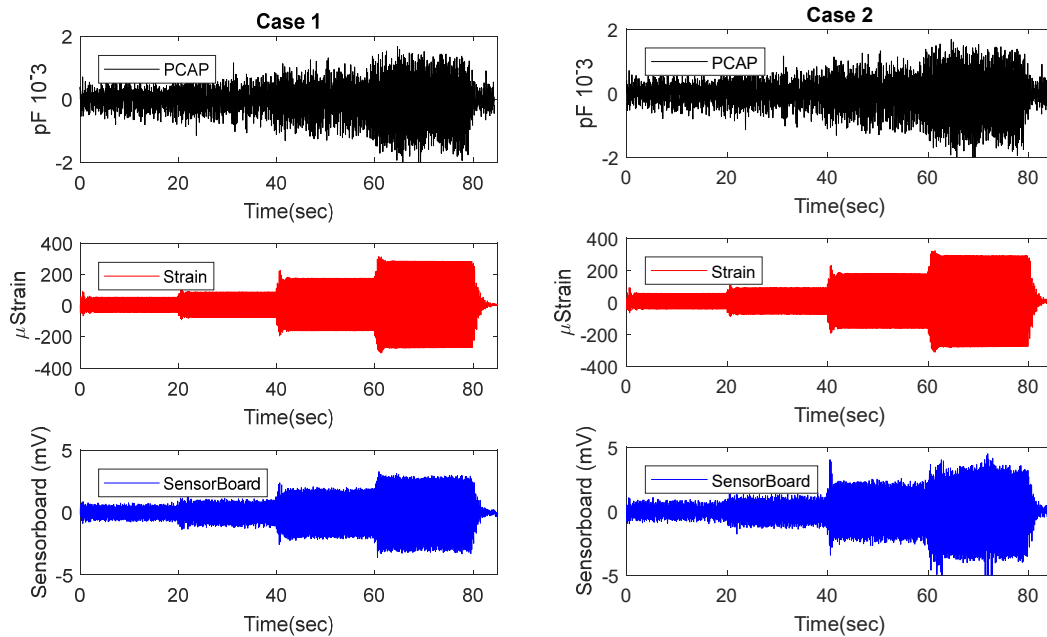 Case 1
2
0
-2
pF 10^-3
PCAP
0 20 40 60 80
Time(sec)
400
200
0
-200
-400
μStrain
Strain
0 20 40 60 80
Time(sec)
5
0
-5
Sensorboard (mV)
SensorBoard
0 20 40 60 80
Time(sec)
Case 2
2
0
-2
pF 10^-3
PCAP
0 20 40 60 80
Time(sec)
400
200
0
-200
-400
μStrain
Strain
0 20 40 60 80
Time(sec)
5
0
-5
Sensorboard (mV)
SensorBoard
0 20 40 60 80
Time(sec)